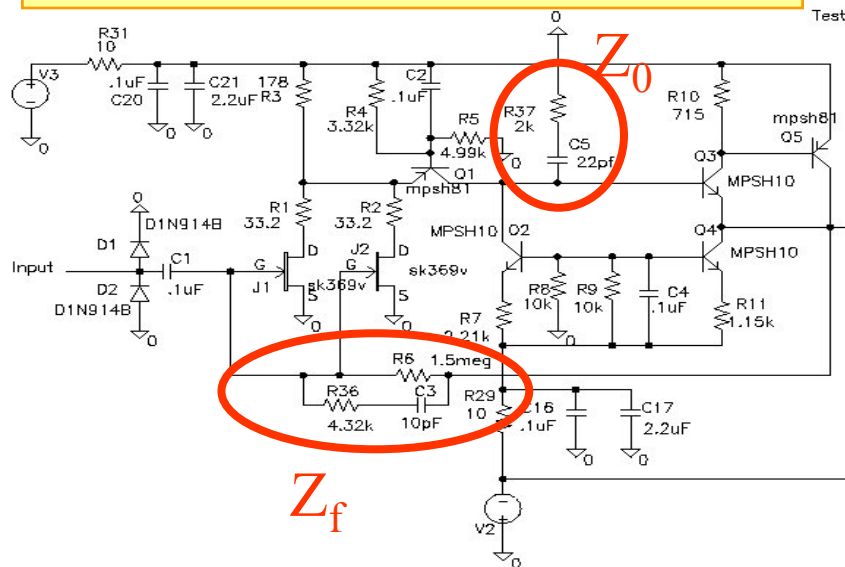 0
Test
R31
10
V3
.1uF
C20
C21
2.2uF
0
178
R3
R4
3.32k
C2
.1uF
R5
4.99k
0
Q1
mpsh81
R37
2k
C5
22pf
Z0
R10
715
mpsh81
Q5
Q3
MPSH10
0
D1N914B
D1
Input
D2
D1N914B
0
C1
.1uF
R1
33.2
R2
33.2
D
G
J1
S
sk369v
0
J2
D
G
sk369v
S
0
MPSH10
Q2
Q4
MPSH10
R8
10k
0
R9
10k
C4
.1uF
R7
2.21k
R11
1.15k
R6
1.5meg
R36
4.32k
C3
10pF
Zf
R29
10
C16
.1uF
0
C17
2.2uF
0
V2
0